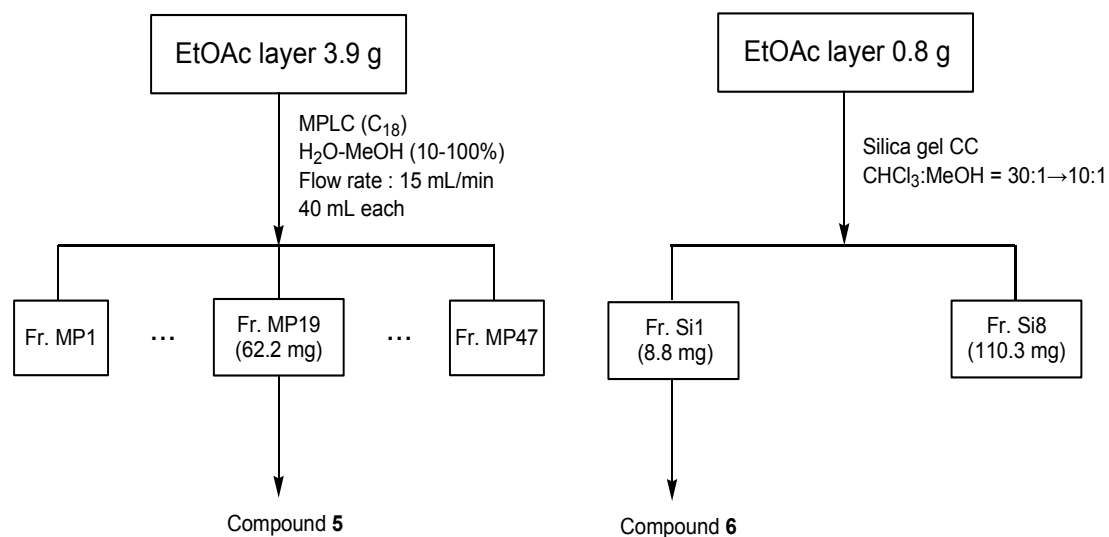 EtOAc layer 3.9 g
MPLC (C18)
H2O-MeOH (10-100%)
Flow rate : 15 mL/min
40 mL each
Fr. MP1
...
Fr. MP19
(62.2 mg)
...
Fr. MP47
Compound 5
EtOAc layer 0.8 g
Silica gel CC
CHCl3:MeOH = 30:1→10:1
Fr. Si1
(8.8 mg)
Fr. Si8
(110.3 mg)
Compound 6